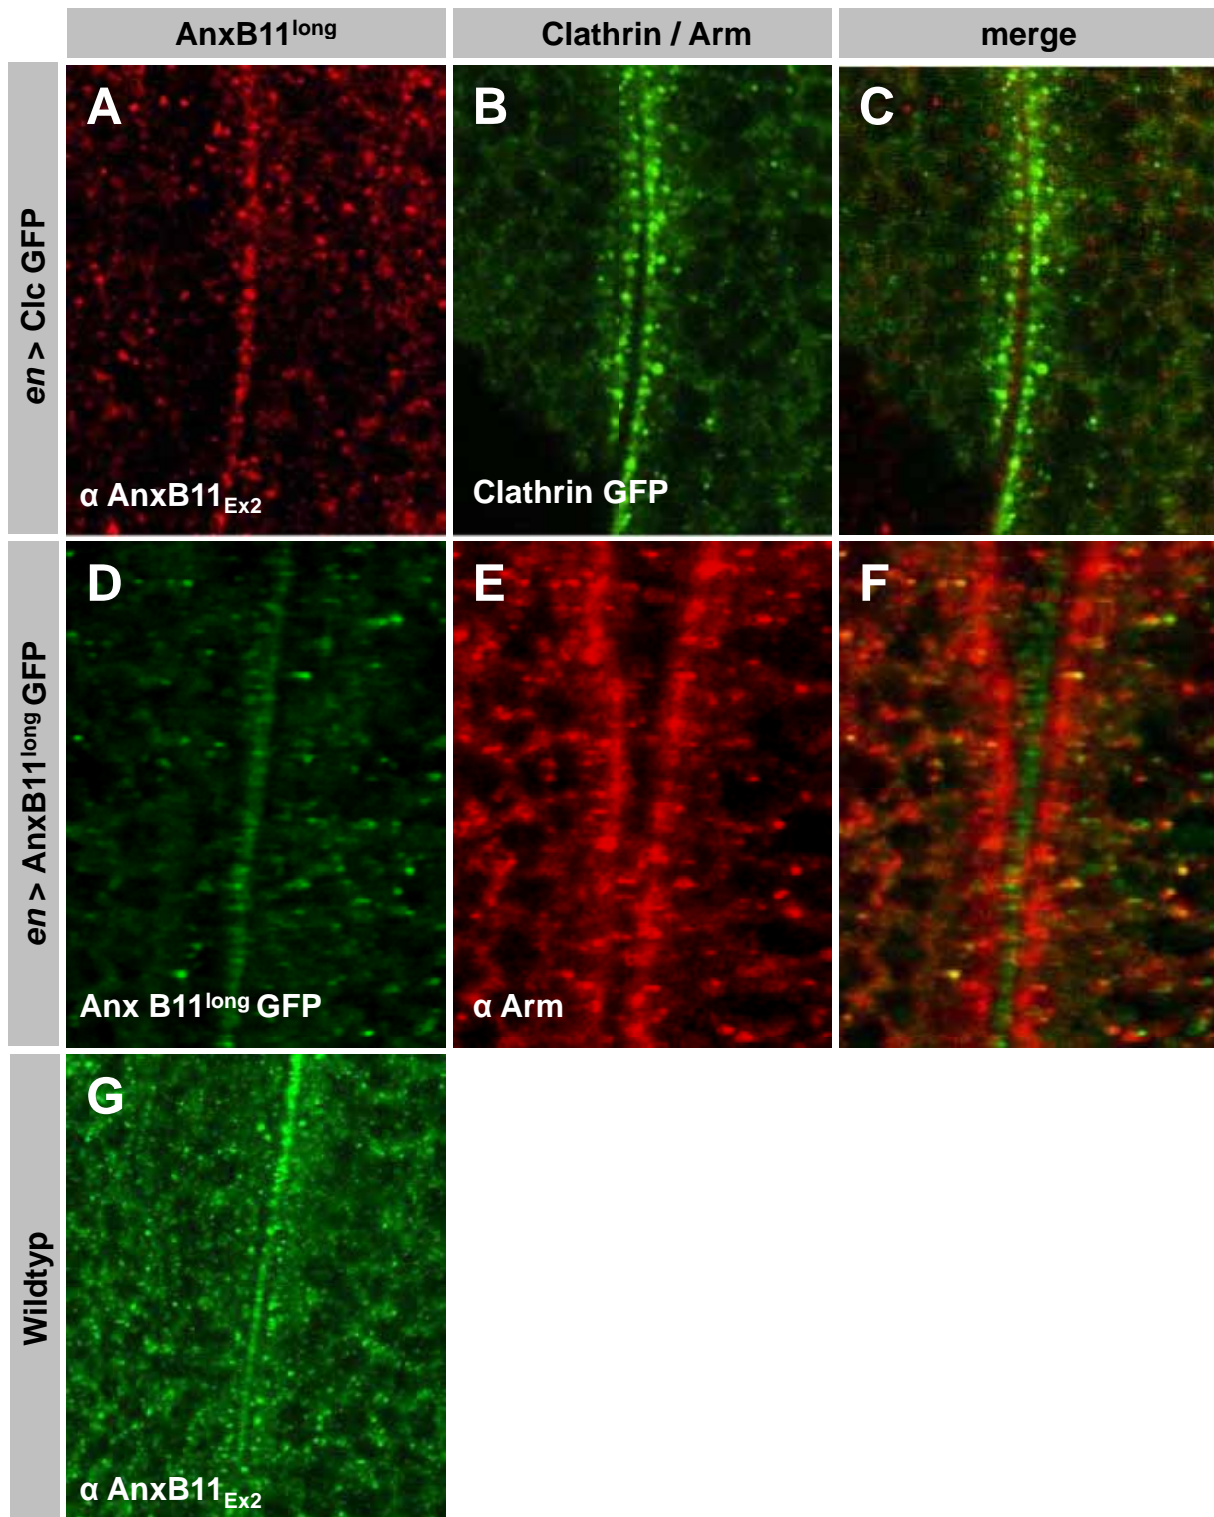 AnxB11long
Clathrin / Arm
merge
en > Clc GFP
A
α AnxB11Ex2
B
Clathrin GFP
C
en > AnxB11long GFP
D
Anx B11long GFP
E
α Arm
F
Wildtyp
G
α AnxB11Ex2